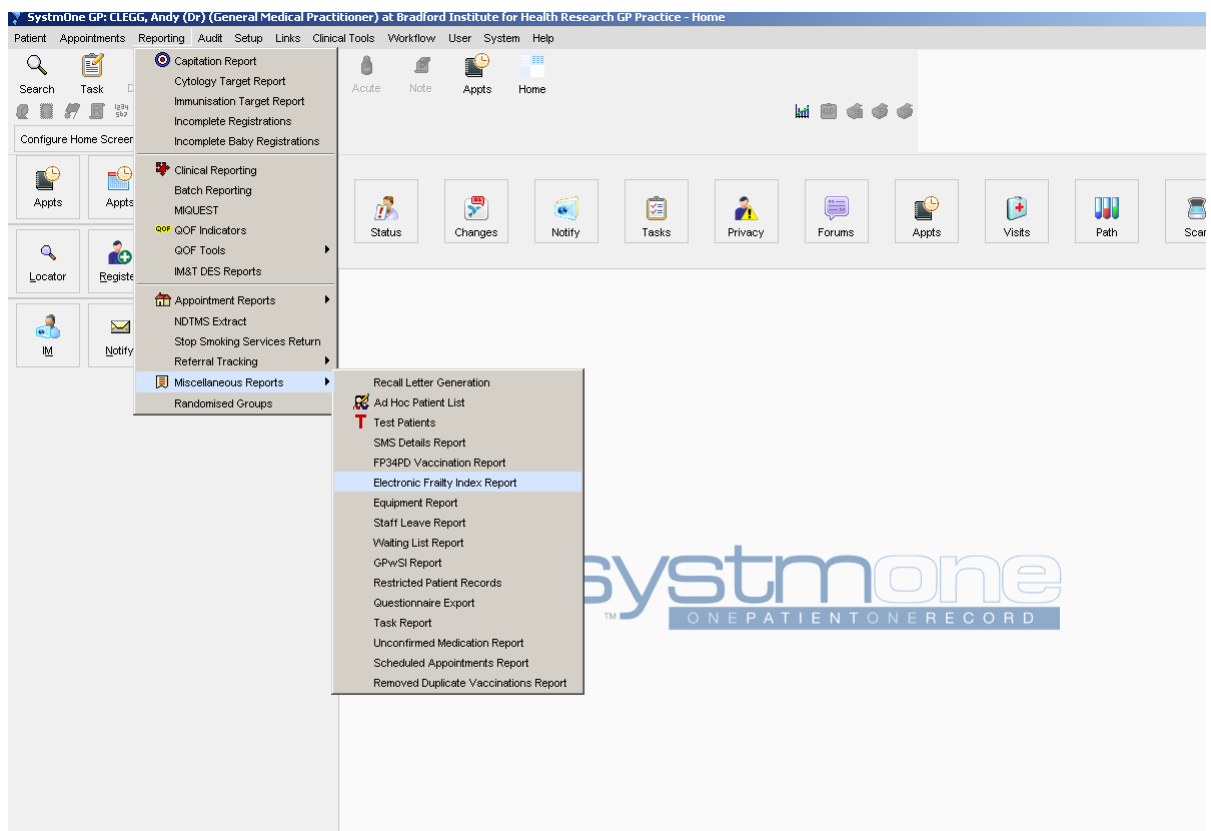 SystmOne GP: CLEGG, Andy (Dr) (General Medical Practitioner) at Bradford Institute for Health Research GP Practice - Home
Patient Appointments Reporting Audit Setup Links Clinical Tools Workflow User System Help
Search Task D Acute Note Appts Home
1234
567
GP
Configure Home Screen
Capitation Report
Cytology Target Report
Immunisation Target Report
Incomplete Registrations
Incomplete Baby Registrations
Clinical Reporting
Batch Reporting
MIQUEST
QOF QOF Indicators
QOF Tools
IM&T DES Reports
Appointment Reports
NDTMS Extract
Stop Smoking Services Return
Referral Tracking
Miscellaneous Reports
Randomised Groups
Appts Appts
Locator Registe
IM Notify
Status Changes Notify Tasks Privacy Forums Appts Visits Path Scan
Recall Letter Generation
Ad Hoc Patient List
T Test Patients
SMS Details Report
FP34PD Vaccination Report
Electronic Frailty Index Report
Equipment Report
Staff Leave Report
Waiting List Report
GPwSI Report
Restricted Patient Records
Questionnaire Export
Task Report
Unconfirmed Medication Report
Scheduled Appointments Report
Removed Duplicate Vaccinations Report
systmone
TM ONEPATIENTONERECORD